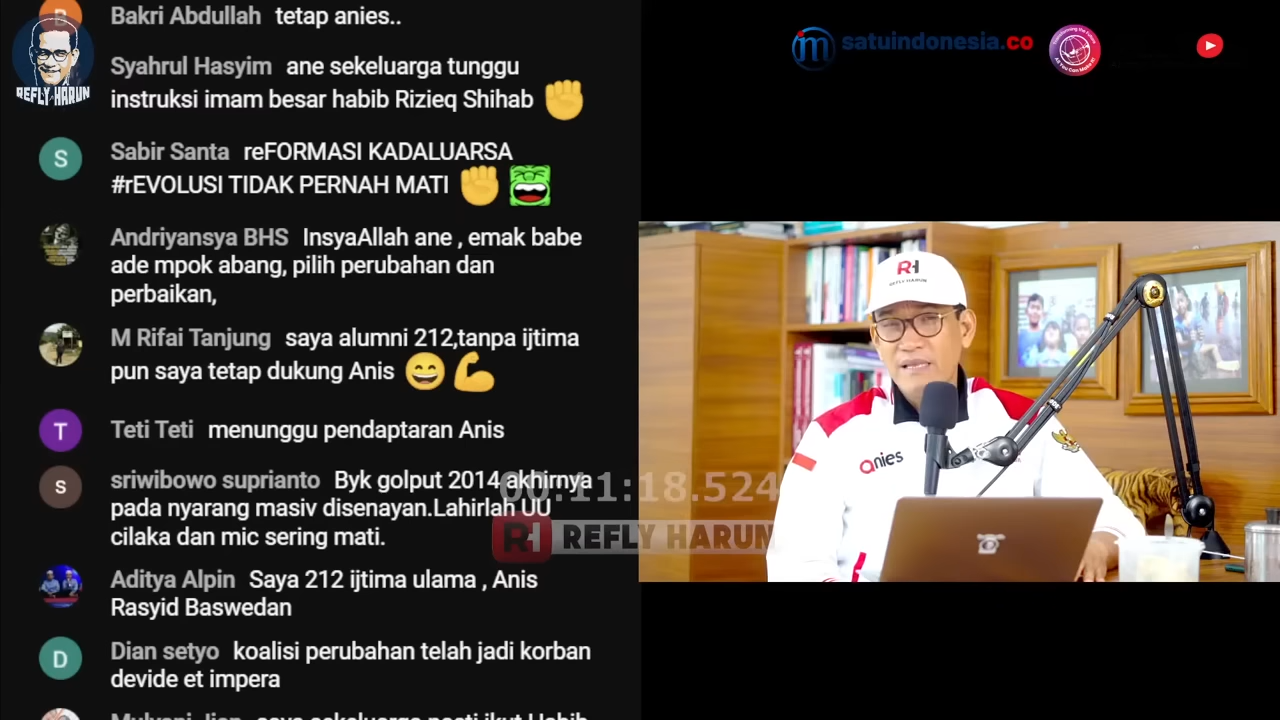 Bakri Abdullah tetap anies..
Syahrul Hasyim ane sekeluarga tunggu
instruksi imam besar habib Rizieq Shihab
REFLY HARUN
S
Sabir Santa reFORMASI KADALUARSA
#rEVOLUSI TIDAK PERNAH MATI
Andriyansya BHS InsyaAllah ane , emak babe
ade mpok abang, pilih perubahan dan
perbaikan,
M Rifai Tanjung saya alumni 212,tanpa ijtima
pun saya tetap dukung Anis
T
Teti Teti menunggu pendaptaran Anis
s
sriwibowo suprianto Byk golput 2014 akhirnya
pada nyarang masiv disenayan.Lahirlah UU
cilaka dan mic sering mati.
Aditya Alpin Saya 212 ijtima ulama , Anis
Rasyid Baswedan
D
Dian setyo koalisi perubahan telah jadi korban
devide et impera
satuindonesia.co
RH
REFLY HARUN
anies
00:11:18.524
RH REFLY HARUN